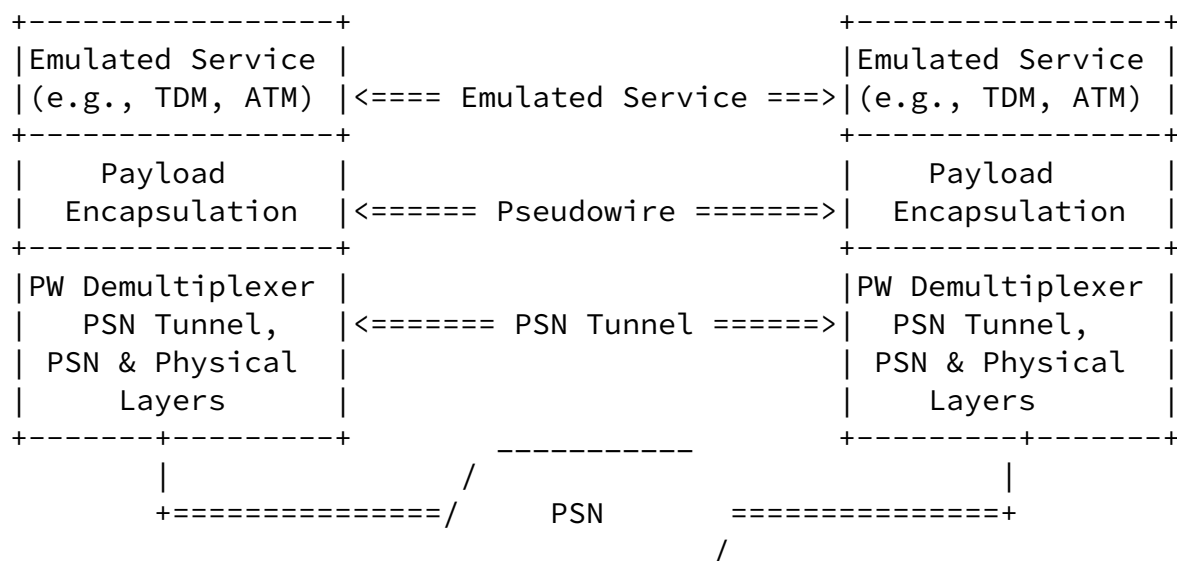 +-----------------+                           +-----------------+
|Emulated Service |                           |Emulated Service |
|(e.g., TDM, ATM) |<==== Emulated Service ===>|(e.g., TDM, ATM) |
+-----------------+                           +-----------------+
|    Payload      |                           |    Payload      |
|  Encapsulation  |<====== Pseudowire =======>|  Encapsulation  |
+-----------------+                           +-----------------+
|PW Demultiplexer |                           |PW Demultiplexer |
|   PSN Tunnel,   |<======= PSN Tunnel ======>|  PSN Tunnel,    |
| PSN & Physical  |                           | PSN & Physical  |
|     Layers      |                           |    Layers       |
+-------+---------+        ___________        +---------+-------+
        |                /                              |
        +===============/     PSN       ===============+
                                       /